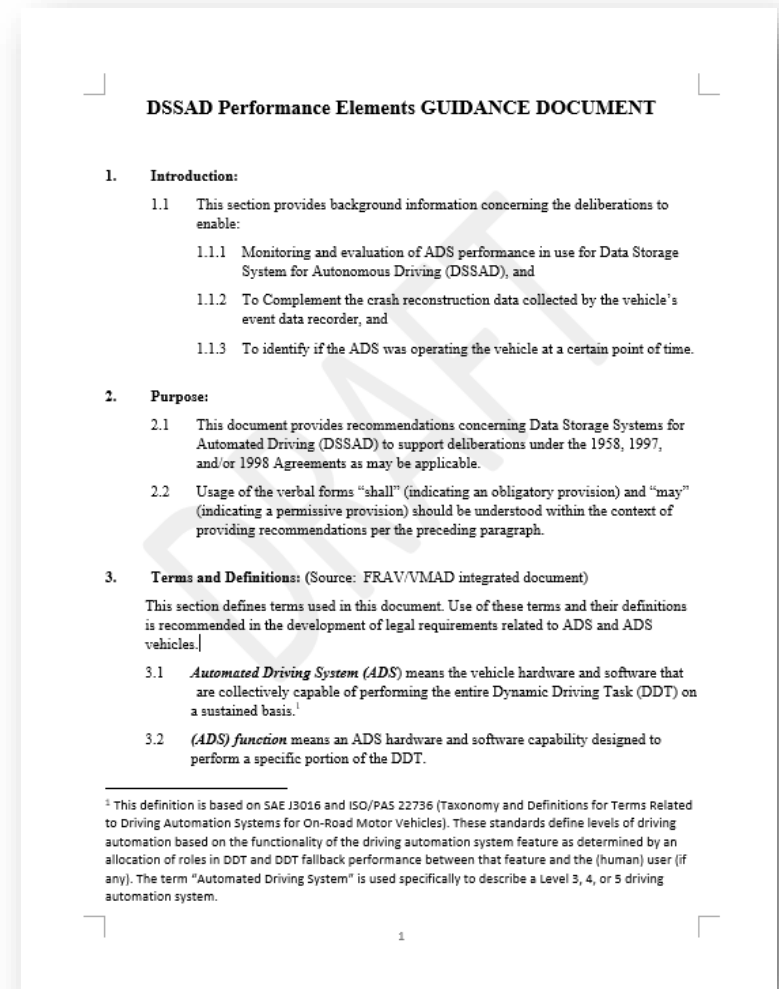 DSSAD Performance Elements GUIDANCE DOCUMENT
1. Introduction:
1.1 This section provides background information concerning the deliberations to
enable:
1.1.1 Monitoring and evaluation of ADS performance in use for Data Storage
System for Autonomous Driving (DSSAD), and
1.1.2 To Complement the crash reconstruction data collected by the vehicle’s
event data recorder, and
1.1.3 To identify if the ADS was operating the vehicle at a certain point of time.
2. Purpose:
2.1 This document provides recommendations concerning Data Storage Systems for
Automated Driving (DSSAD) to support deliberations under the 1958, 1997,
and/or 1998 Agreements as may be applicable.
2.2 Usage of the verbal forms “shall” (indicating an obligatory provision) and “may”
(indicating a permissive provision) should be understood within the context of
providing recommendations per the preceding paragraph.
3. Terms and Definitions: (Source: FRAV/VMAD integrated document)
This section defines terms used in this document. Use of these terms and their definitions
is recommended in the development of legal requirements related to ADS and ADS
vehicles.
3.1 Automated Driving System (ADS) means the vehicle hardware and software that
are collectively capable of performing the entire Dynamic Driving Task (DDT) on
a sustained basis.1
3.2 (ADS) function means an ADS hardware and software capability designed to
perform a specific portion of the DDT.
1 This definition is based on SAE J3016 and ISO/PAS 22736 (Taxonomy and Definitions for Terms Related
to Driving Automation Systems for On-Road Motor Vehicles). These standards define levels of driving
automation based on the functionality of the driving automation system feature as determined by an
allocation of roles in DDT and DDT fallback performance between that feature and the (human) user (if
any). The term “Automated Driving System” is used specifically to describe a Level 3, 4, or 5 driving
automation system.
1
DRAFT